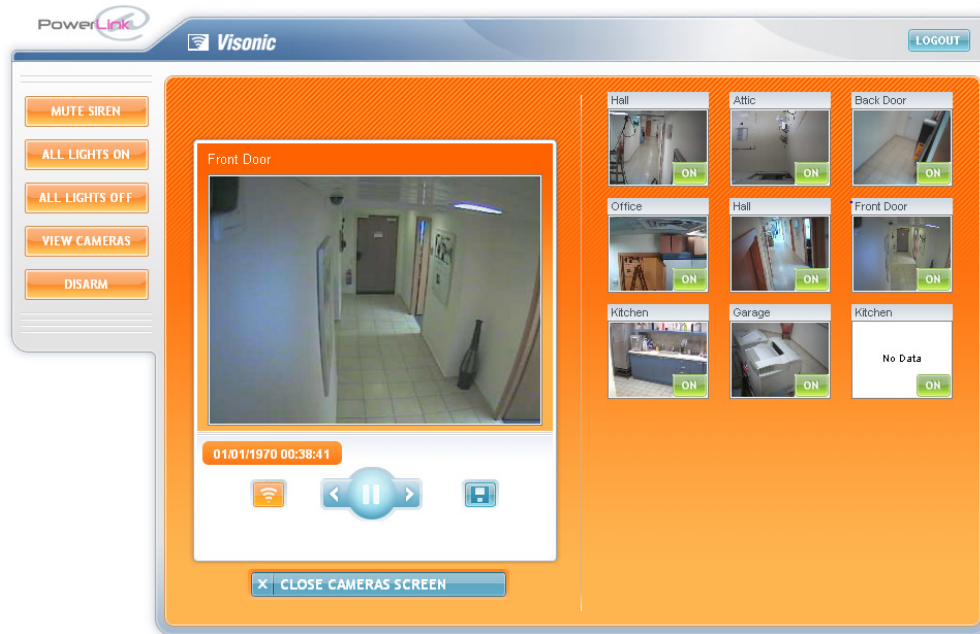 PowerLink
Visonic
LOGOUT
MUTE SIREN
ALL LIGHTS ON
ALL LIGHTS OFF
VIEW CAMERAS
DISARM
Front Door
01/01/1970 00:38:41
CLOSE CAMERAS SCREEN
Hall
ON
Attic
ON
Back Door
ON
Office
ON
Hall
ON
Front Door
ON
Kitchen
ON
Garage
ON
Kitchen
No Data
ON